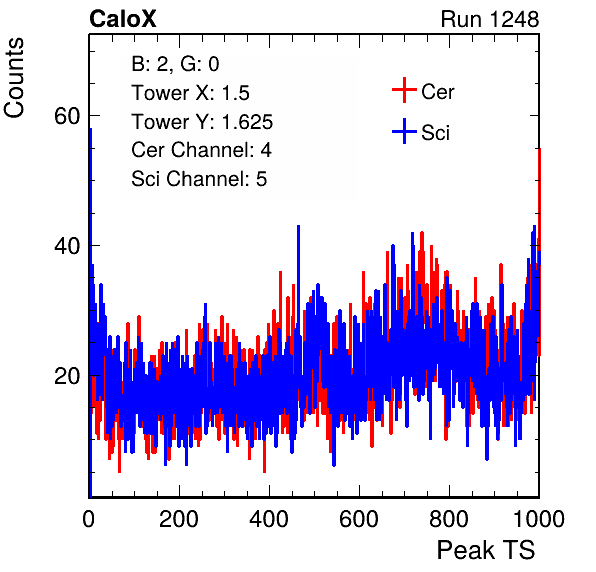 CaloX
Run 1248
Counts
B: 2, G: 0
Tower X: 1.5
Tower Y: 1.625
Cer Channel: 4
Sci Channel: 5
Cer
Sci
60
40
20
0
200
400
600
800
1000
Peak TS